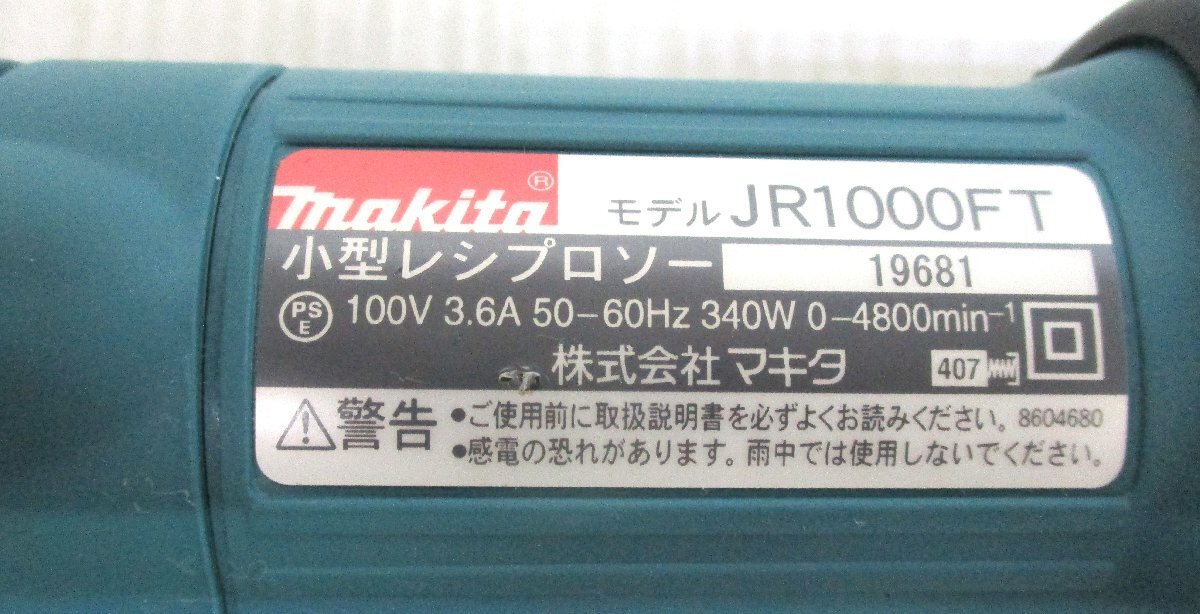 makita® モデル JR1000FT
小型レシプロソー 19681
PSE 100V 3.6A 50-60Hz 340W 0-4800min⁻¹
株式会社マキタ 407
警告 •ご使用前に取扱説明書を必ずよくお読みください。 8604680
•感電の恐れがあります。雨中では使用しないでください。